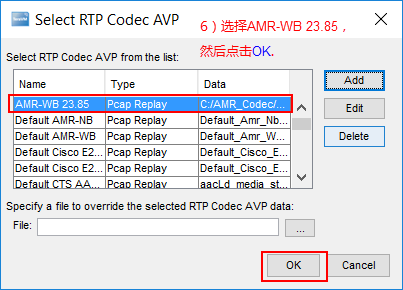 Select RTP Codec AVP
6）选择AMR-WB 23.85，
然后点击OK.
Select RTP Codec AVP from the list:
Name Type Data
AMR-WB 23.85 Pcap Replay C:/AMR_Codec/...
Default AMR-NB Pcap Replay Default_Amr_Nb...
Default AMR-WB Pcap Replay Default_Amr_W...
Default Cisco E2... Pcap Replay Default_Cisco_E...
Default Cisco E2... Pcap Replay Default_Cisco_E...
Default CTS AA... Pcap Replay aacLd_media_st...
Add
Edit
Delete
Specify a file to override the selected RTP Codec AVP data:
File: ...
OK Cancel